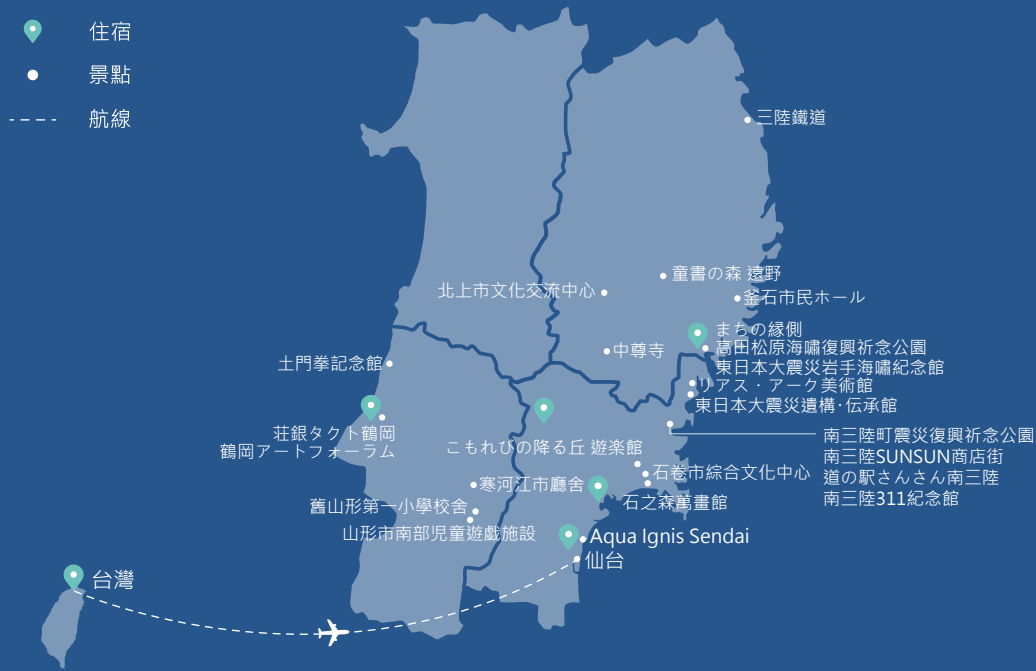 住宿
景點
航線
三陸鐵道
童書の森 遠野
北上市文化交流中心
釜石市民ホール
まちの縁側
中尊寺
高田松原海嘯復興祈念公園
土門拳記念館
東日本大震災岩手海嘯紀念館
リアス・アーク美術館
東日本大震災遺構･伝承館
荘銀タクト鶴岡
鶴岡アートフォーラム
こもれびの降る丘 遊楽館
南三陸町震災復興祈念公園
南三陸SUNSUN商店街
道の駅さんさん南三陸
南三陸311紀念館
石巻市綜合文化中心
寒河江市廳舍
石之森萬畫館
舊山形第一小學校舍
山形市南部児童遊戲施設
Aqua Ignis Sendai
仙台
台灣